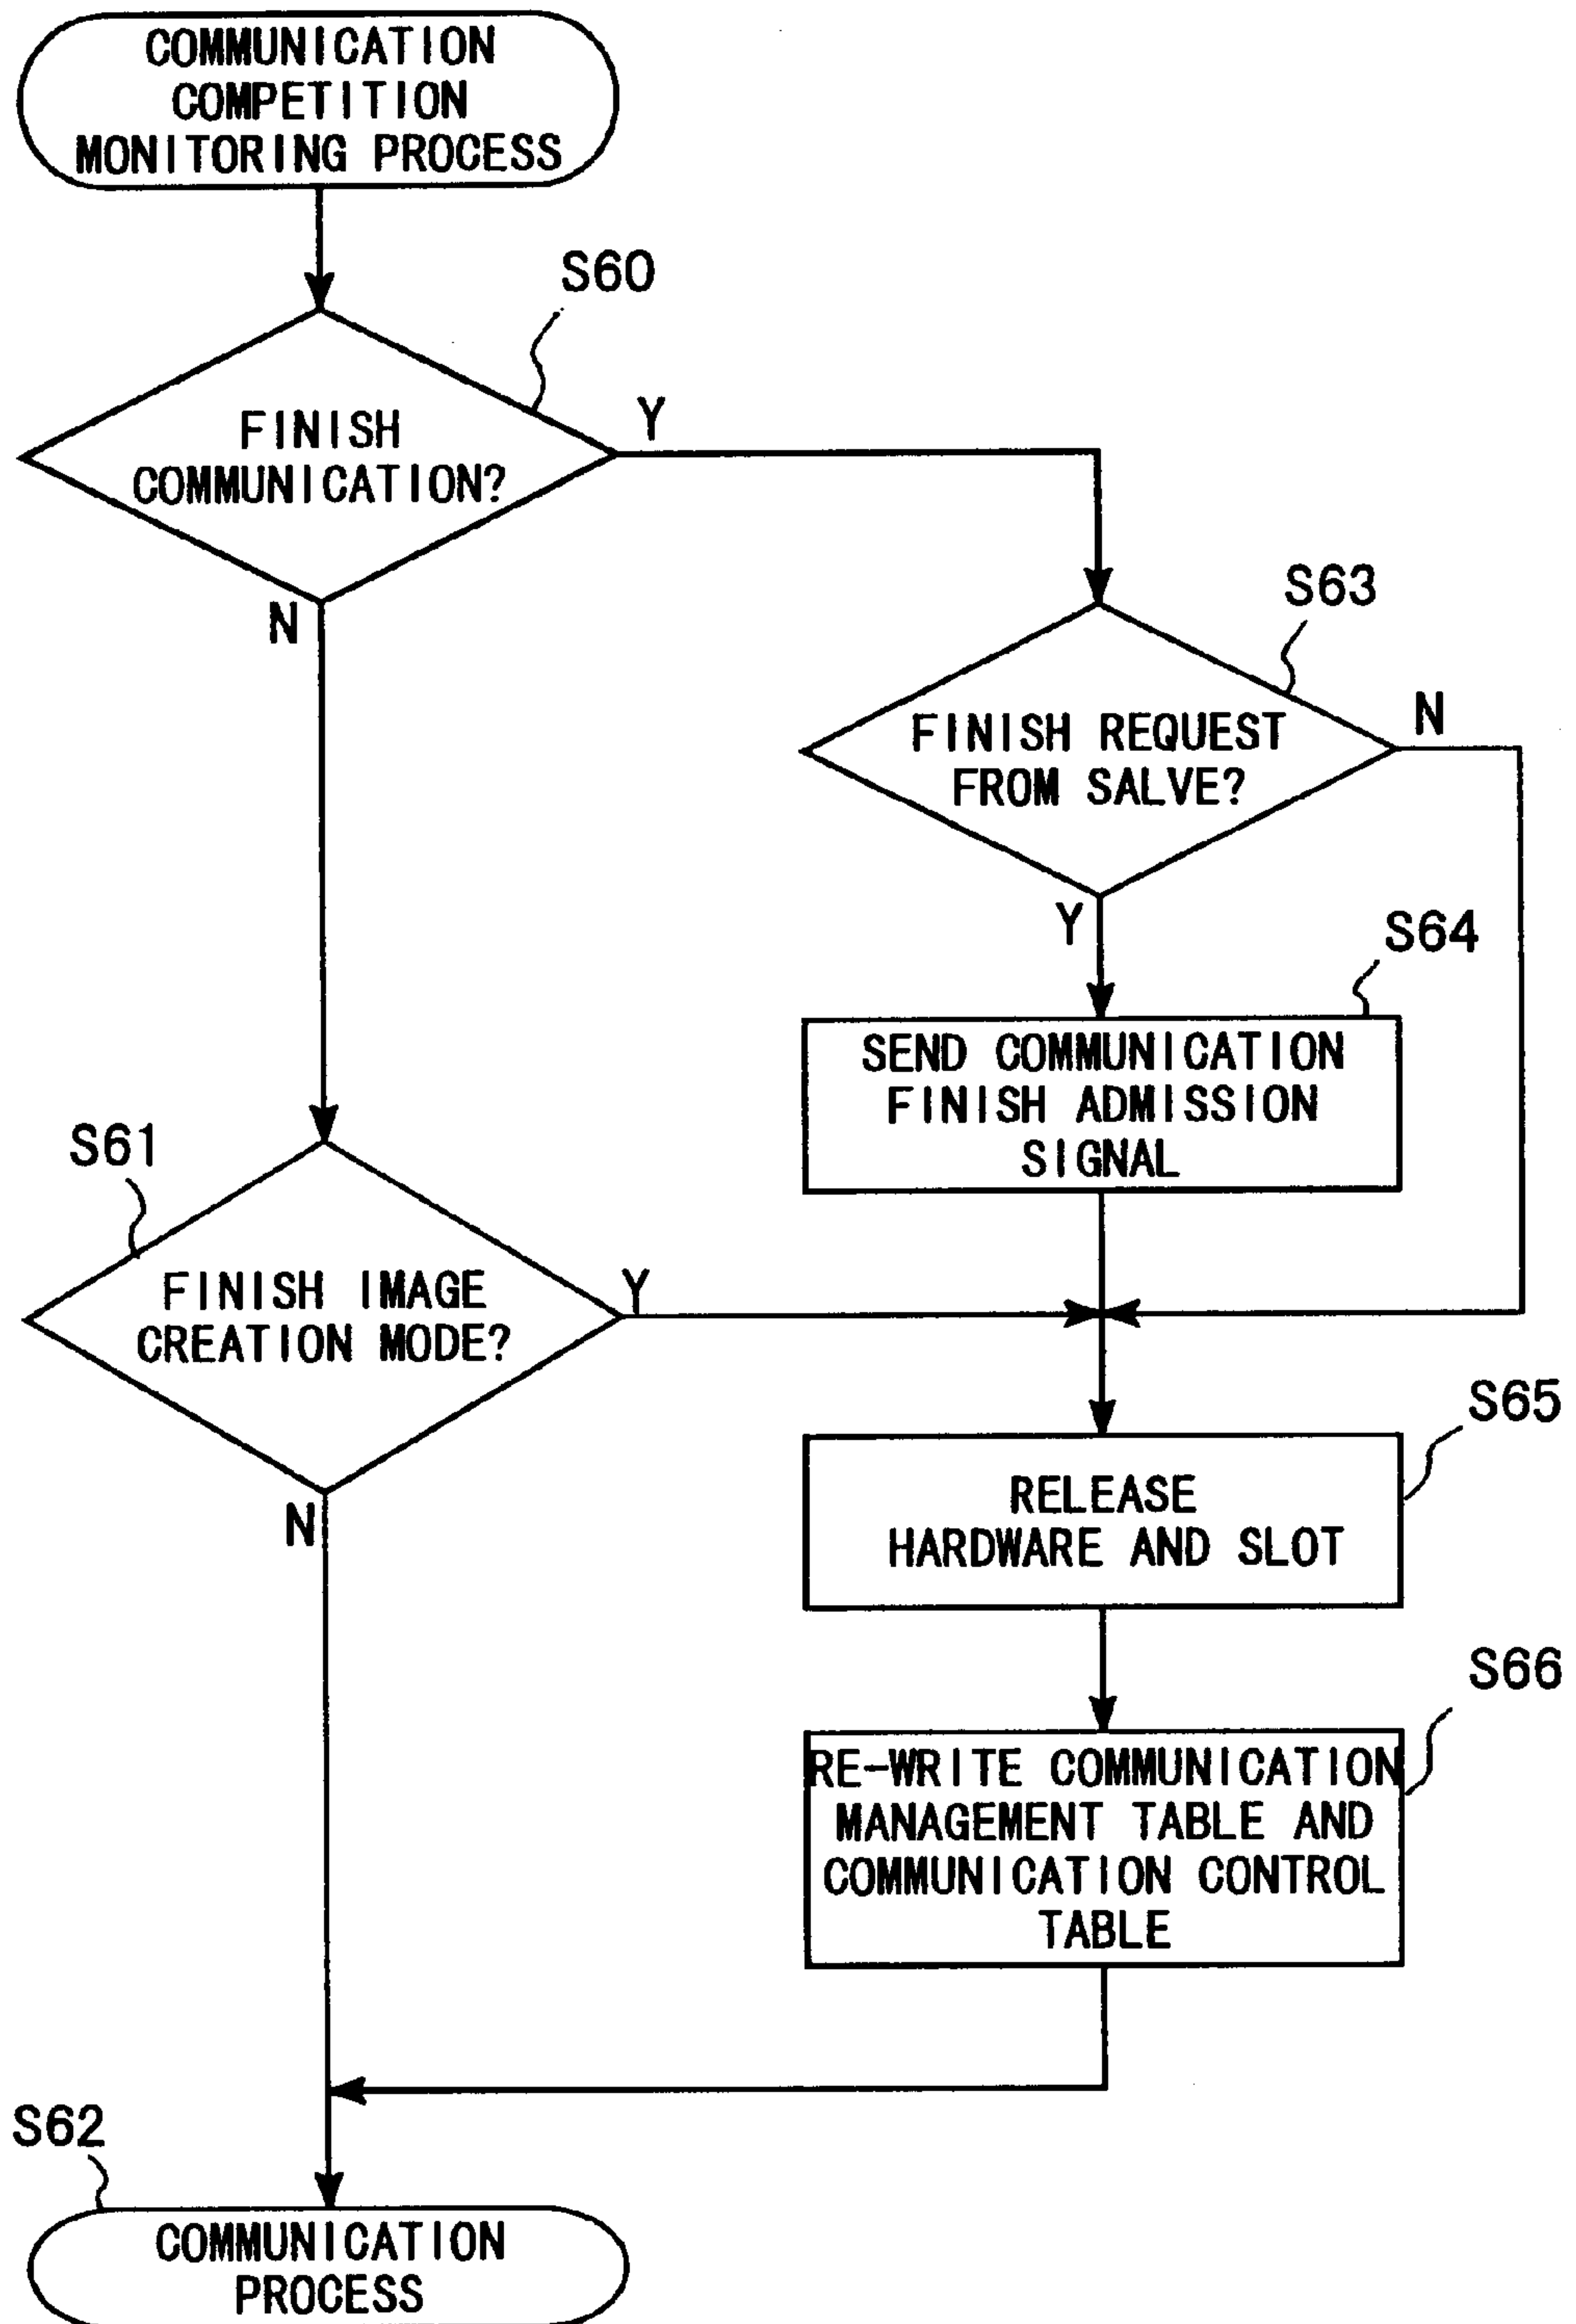 COMMUNICATION
COMPETITION
MONITORING PROCESS
S60
FINISH
COMMUNICATION?
Y
N
S63
FINISH REQUEST
FROM SALVE?
N
Y
S64
SEND COMMUNICATION
FINISH ADMISSION
SIGNAL
S61
FINISH IMAGE
CREATION MODE?
Y
N
S65
RELEASE
HARDWARE AND SLOT
S66
RE-WRITE COMMUNICATION
MANAGEMENT TABLE AND
COMMUNICATION CONTROL
TABLE
S62
COMMUNICATION
PROCESS